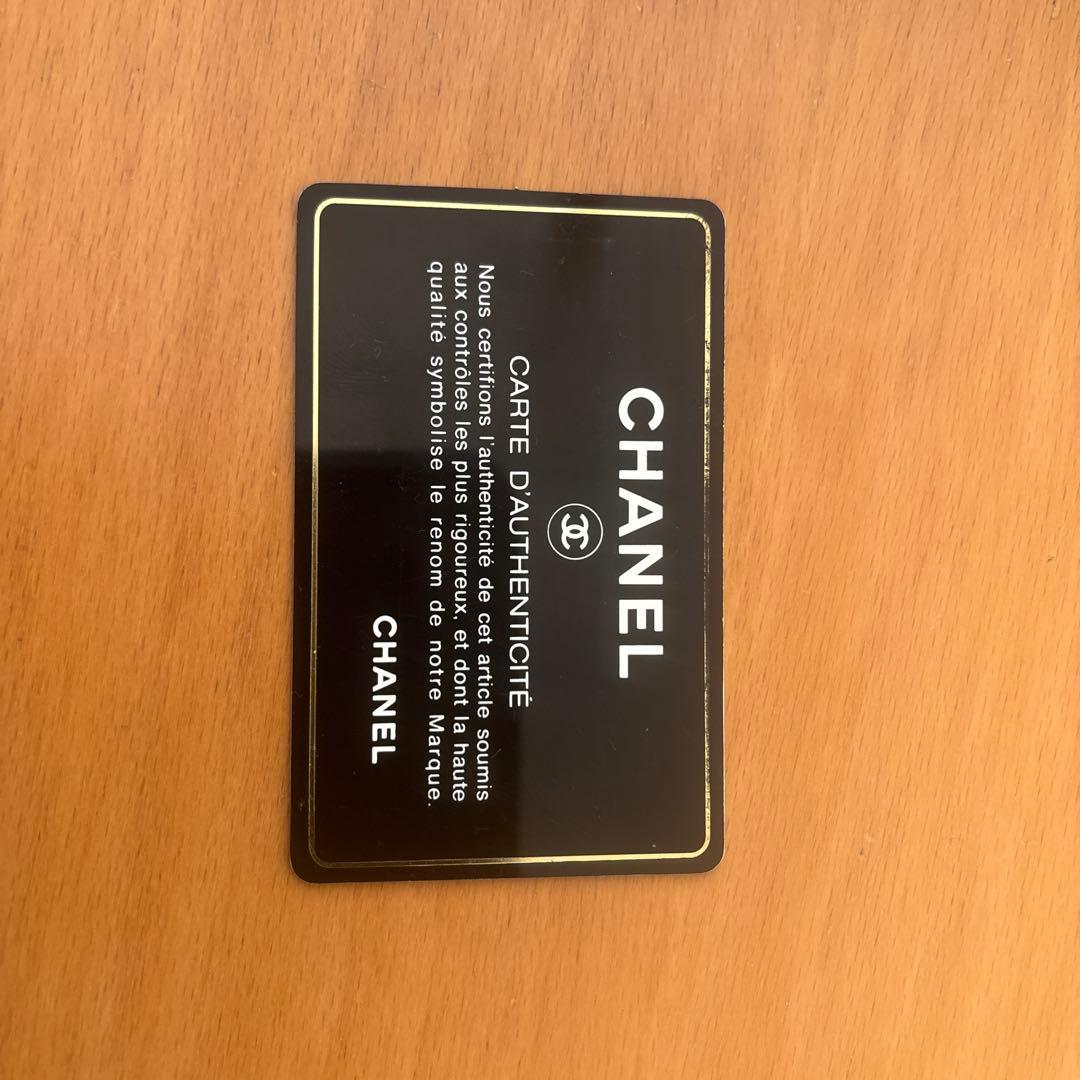 CHANEL
CARTE D'AUTHENTICITÉ
Nous certifions l'authenticité de cet article soumis
aux contrôles les plus rigoureux, et dont la haute
qualité symbolise le renom de notre Marque.
CHANEL